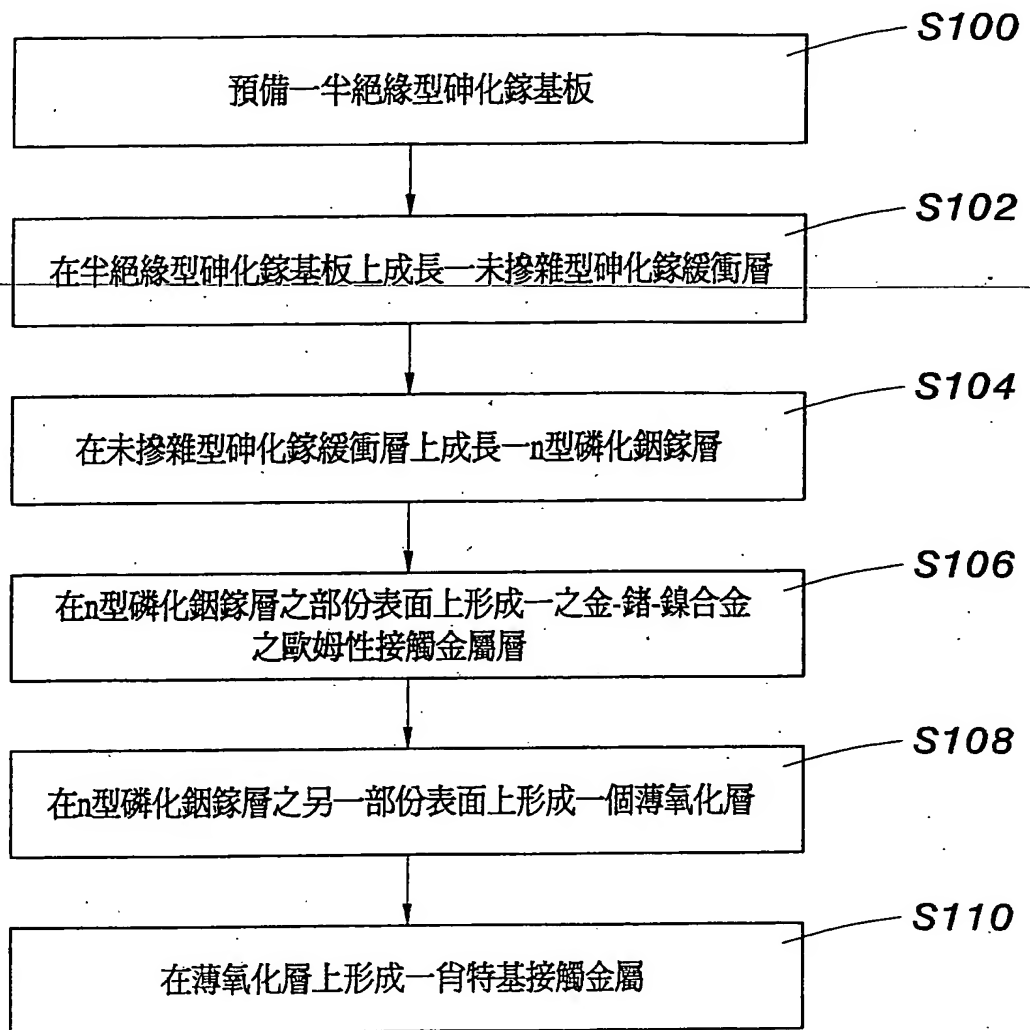 S100
預備一半絕緣型砷化鎵基板
S102
在半絕緣型砷化鎵基板上成長一未摻雜型砷化鎵緩衝層
S104
在未摻雜型砷化鎵緩衝層上成長一n型磷化銦鎵層
S106
在n型磷化銦鎵層之部份表面上形成一之金-鍺-鎳合金
之歐姆性接觸金屬層
S108
在n型磷化銦鎵層之另一部份表面上形成一個薄氧化層
S110
在薄氧化層上形成一肖特基接觸金屬